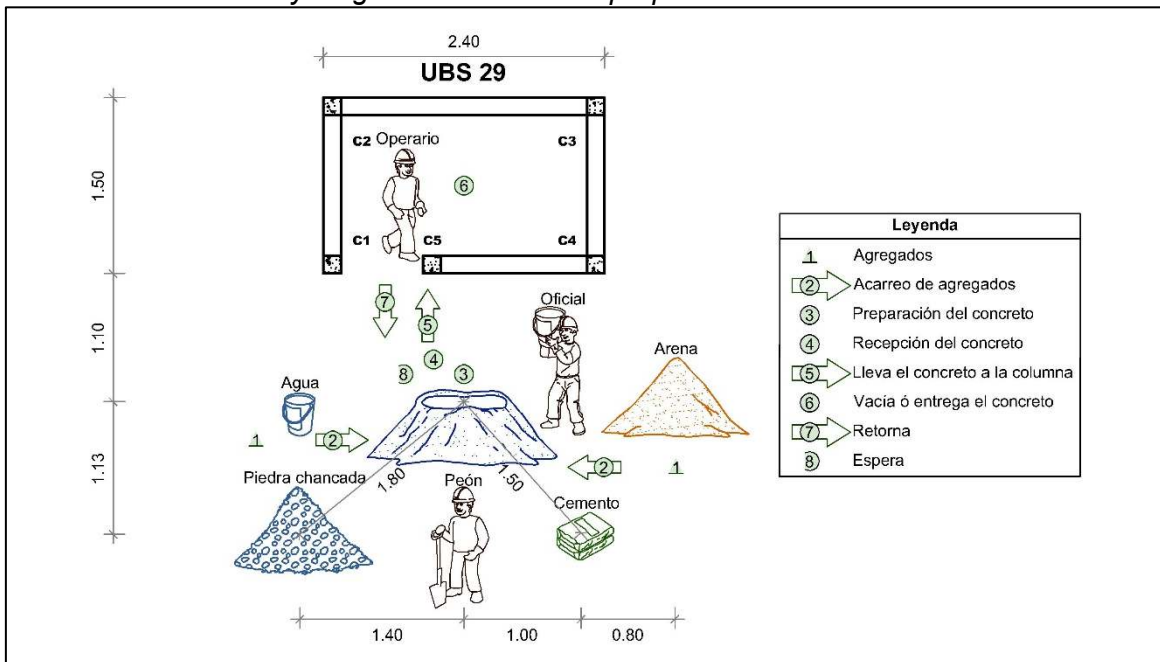 2.40
UBS 29
C2 Operario
C3
6
1.50
C1
C5
C4
7
5
Oficial
4
8
3
1.10
Arena
Agua
1
2
1.13
2
1
1.80
1.50
Piedra chancada
Peón
Cemento
1.40
1.00
0.80
Leyenda
1 Agregados
2 Acarreo de agregados
3 Preparación del concreto
4 Recepción del concreto
5 Lleva el concreto a la columna
6 Vacía ó entrega el concreto
7 Retorna
8 Espera